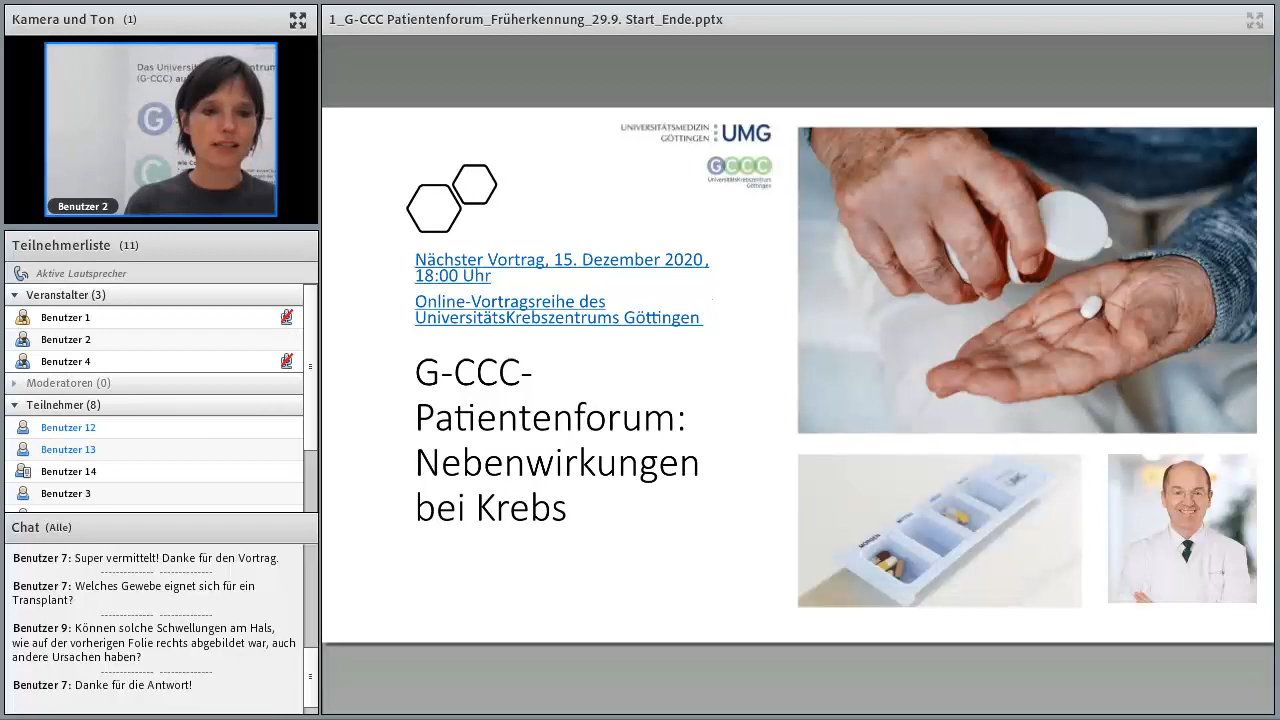 Kamera und Ton (1)
Das Universi
(G-CCC) au
G
C
Benutzer 2
Teilnehmerliste (11)
Aktive Lautsprecher
Veranstalter (3)
Benutzer 1
Benutzer 2
Benutzer 4
Moderatoren (0)
Teilnehmer (8)
Benutzer 12
Benutzer 13
Benutzer 14
Benutzer 3
Chat (Alle)
Benutzer 7: Super vermittelt! Danke für den Vortrag.
-------------- --------------
Benutzer 7: Welches Gewebe eignet sich für ein
Transplant?
-------------- --------------
Benutzer 9: Können solche Schwellungen am Hals,
wie auf der vorherigen Folie rechts abgebildet war, auch
andere Ursachen haben?
-------------- --------------
Benutzer 7: Danke für die Antwort!
1_G-CCC Patientenforum_Früherkennung_29.9. Start_Ende.pptx
UNIVERSITÄTSMEDIZIN
GÖTTINGEN
UMG
GCCC
UniversitätsKrebszentrum
Göttingen
Nächster Vortrag, 15. Dezember 2020,
18:00 Uhr
Online-Vortragsreihe des
UniversitätsKrebszentrums Göttingen
G-CCC-
Patientenforum:
Nebenwirkungen
bei Krebs
MORGEN